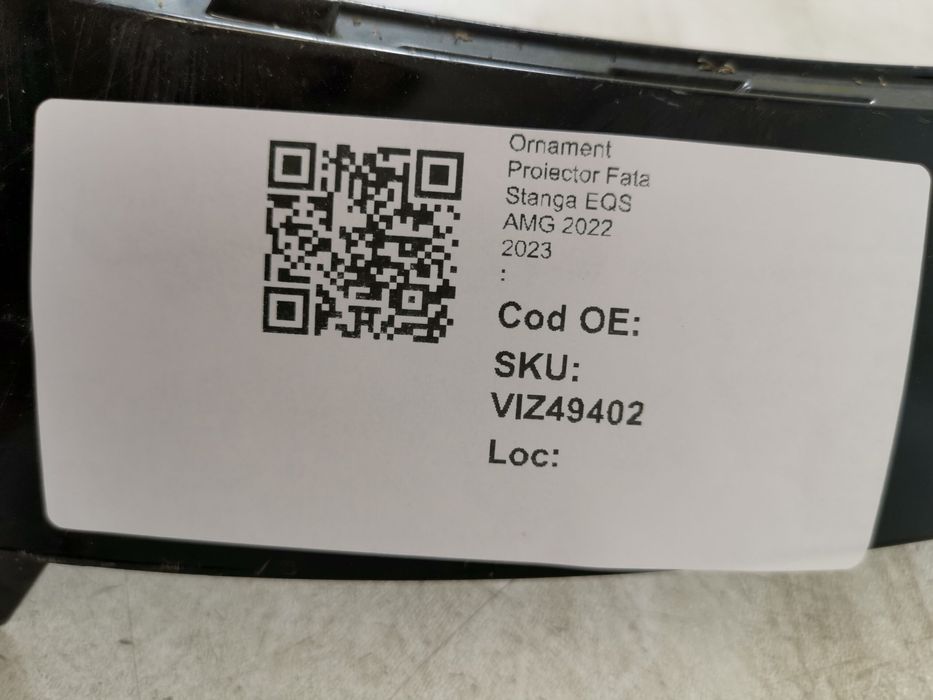 Ornament
Proiector Fata
Stanga EQS
AMG 2022
2023
:
Cod OE:
SKU:
VIZ49402
Loc: